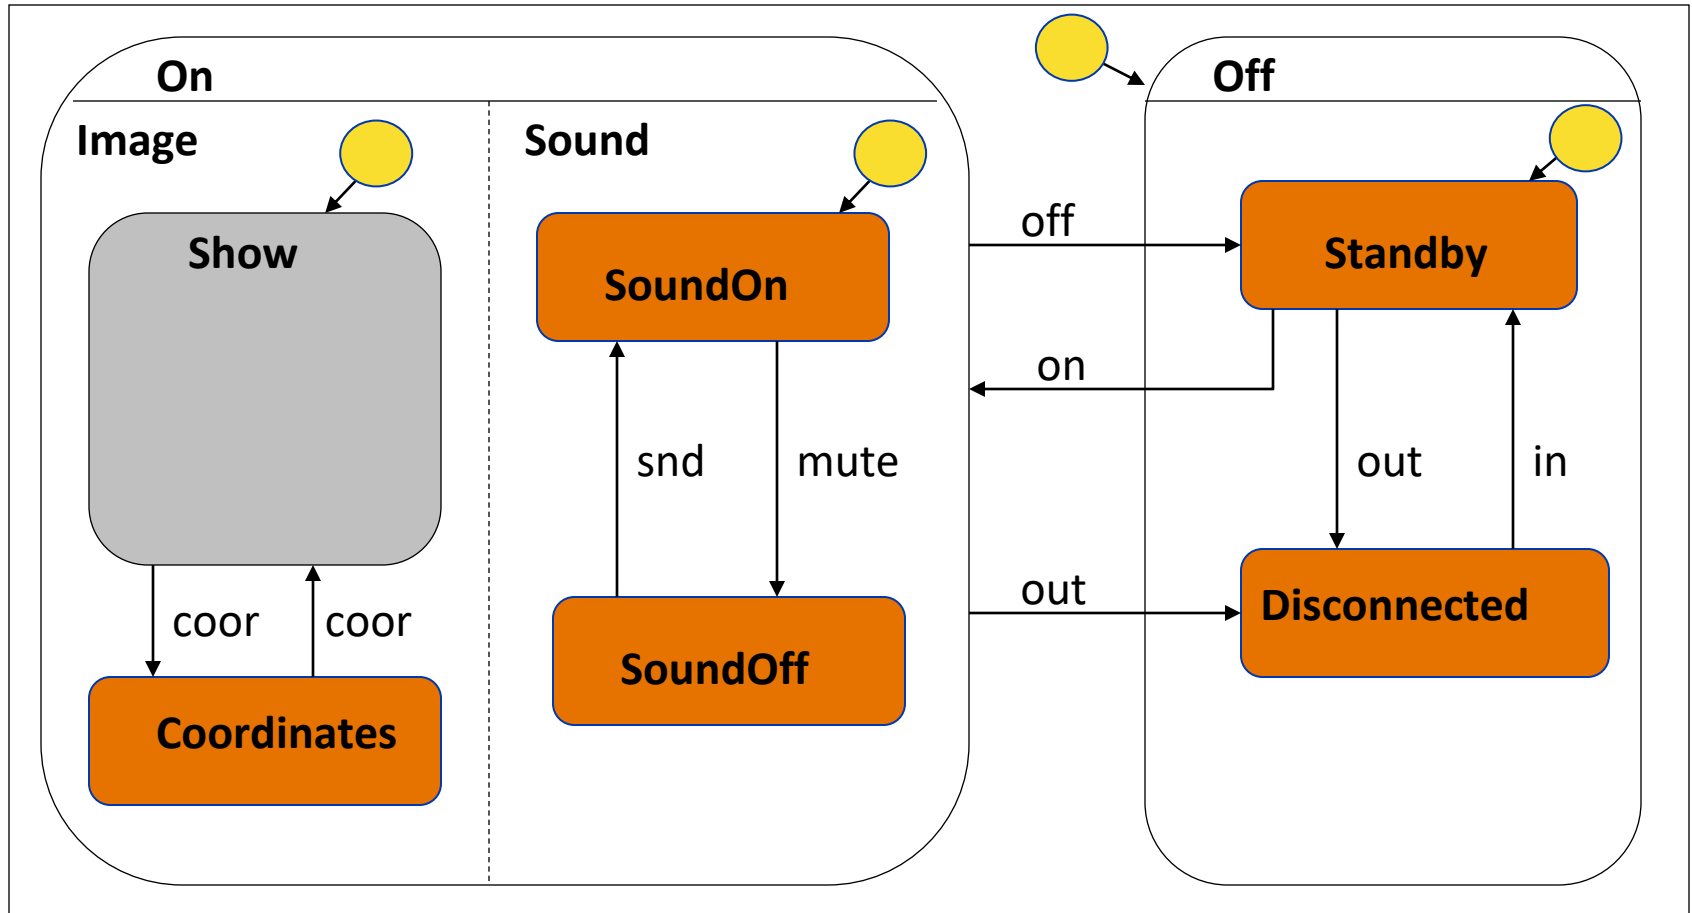 On
Off
Image
Sound
Show
SoundOn
off
Standby
on
snd
mute
out
in
coor
coor
out
Disconnected
SoundOff
Coordinates